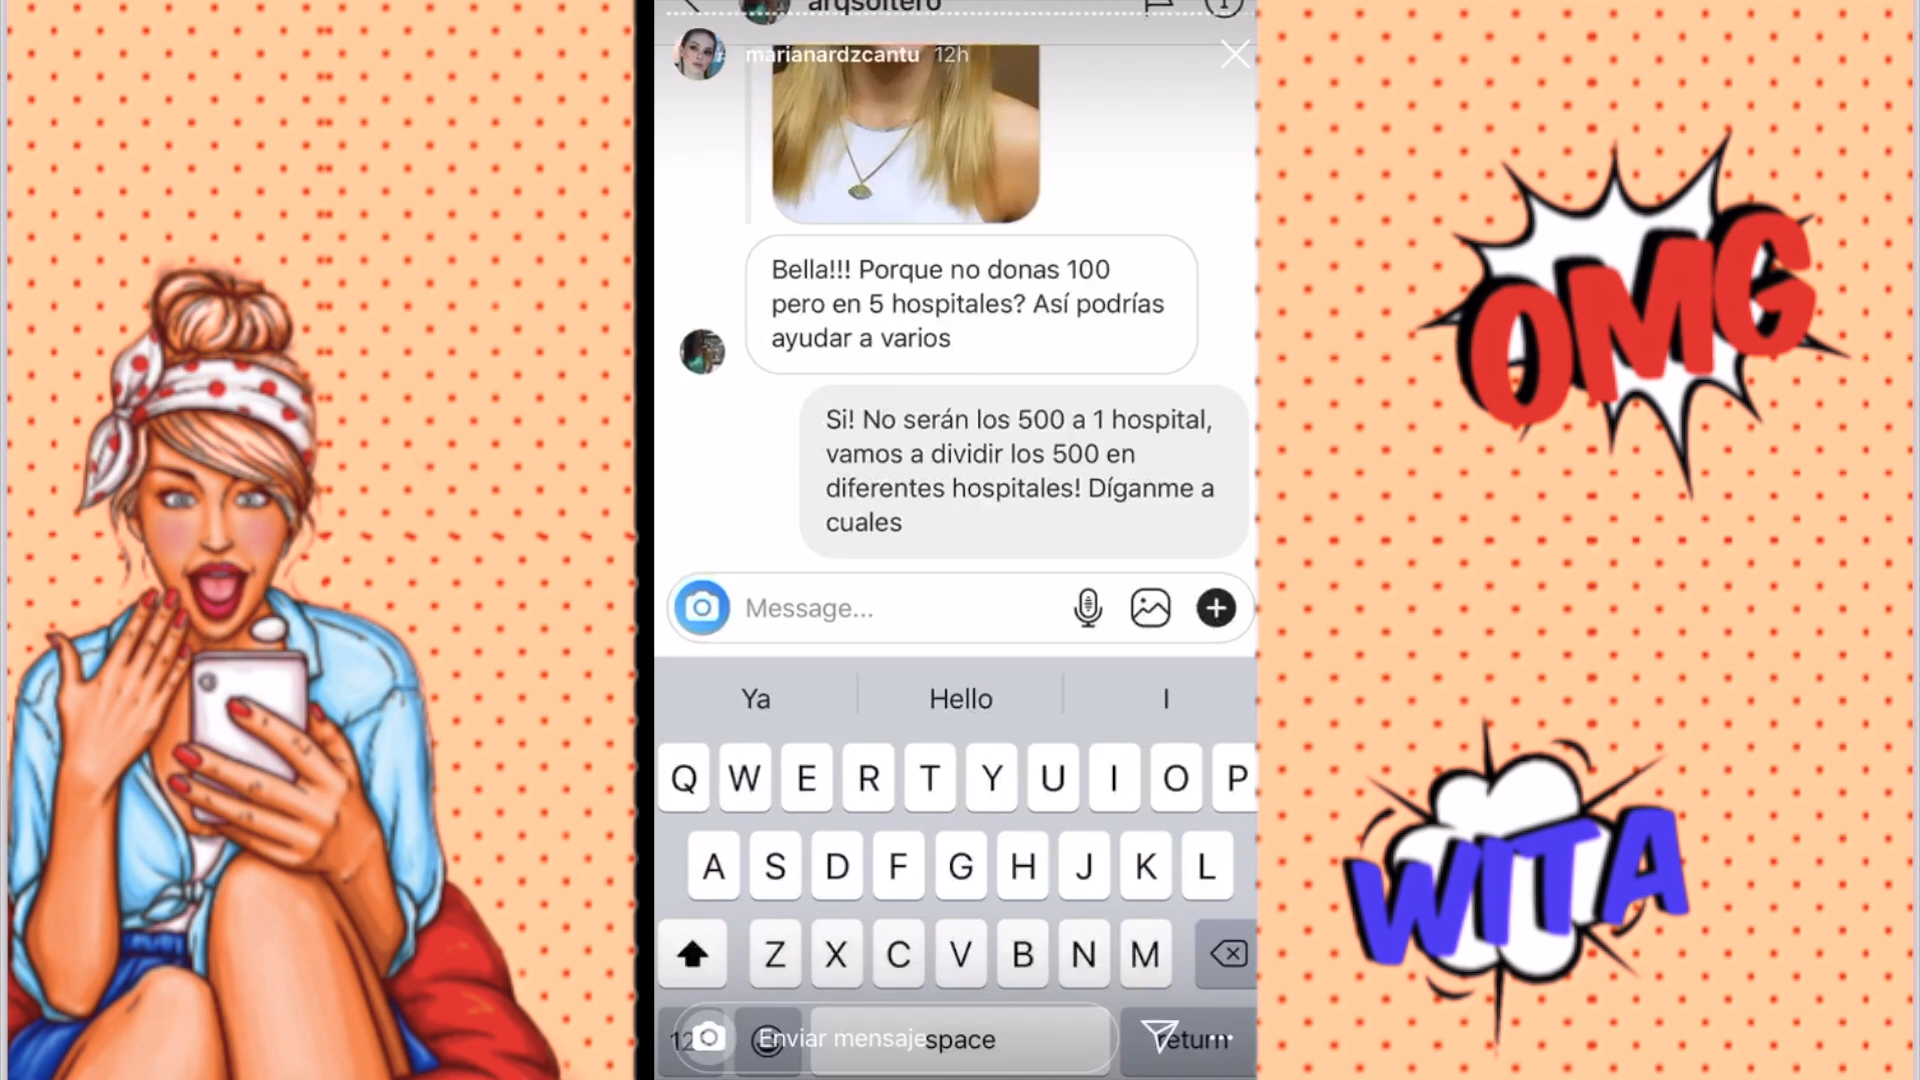 arqsoltero
marianardzcantu 12h
Bella!!! Porque no donas 100
pero en 5 hospitales? Así podrías
ayudar a varios
Si! No serán los 500 a 1 hospital,
vamos a dividir los 500 en
diferentes hospitales! Díganme a
cuales
Message...
Ya Hello I
Q W E R T Y U I O P
A S D F G H J K L
Z X C V B N M
12
Enviar mensaje
space
return
OMG
WITA